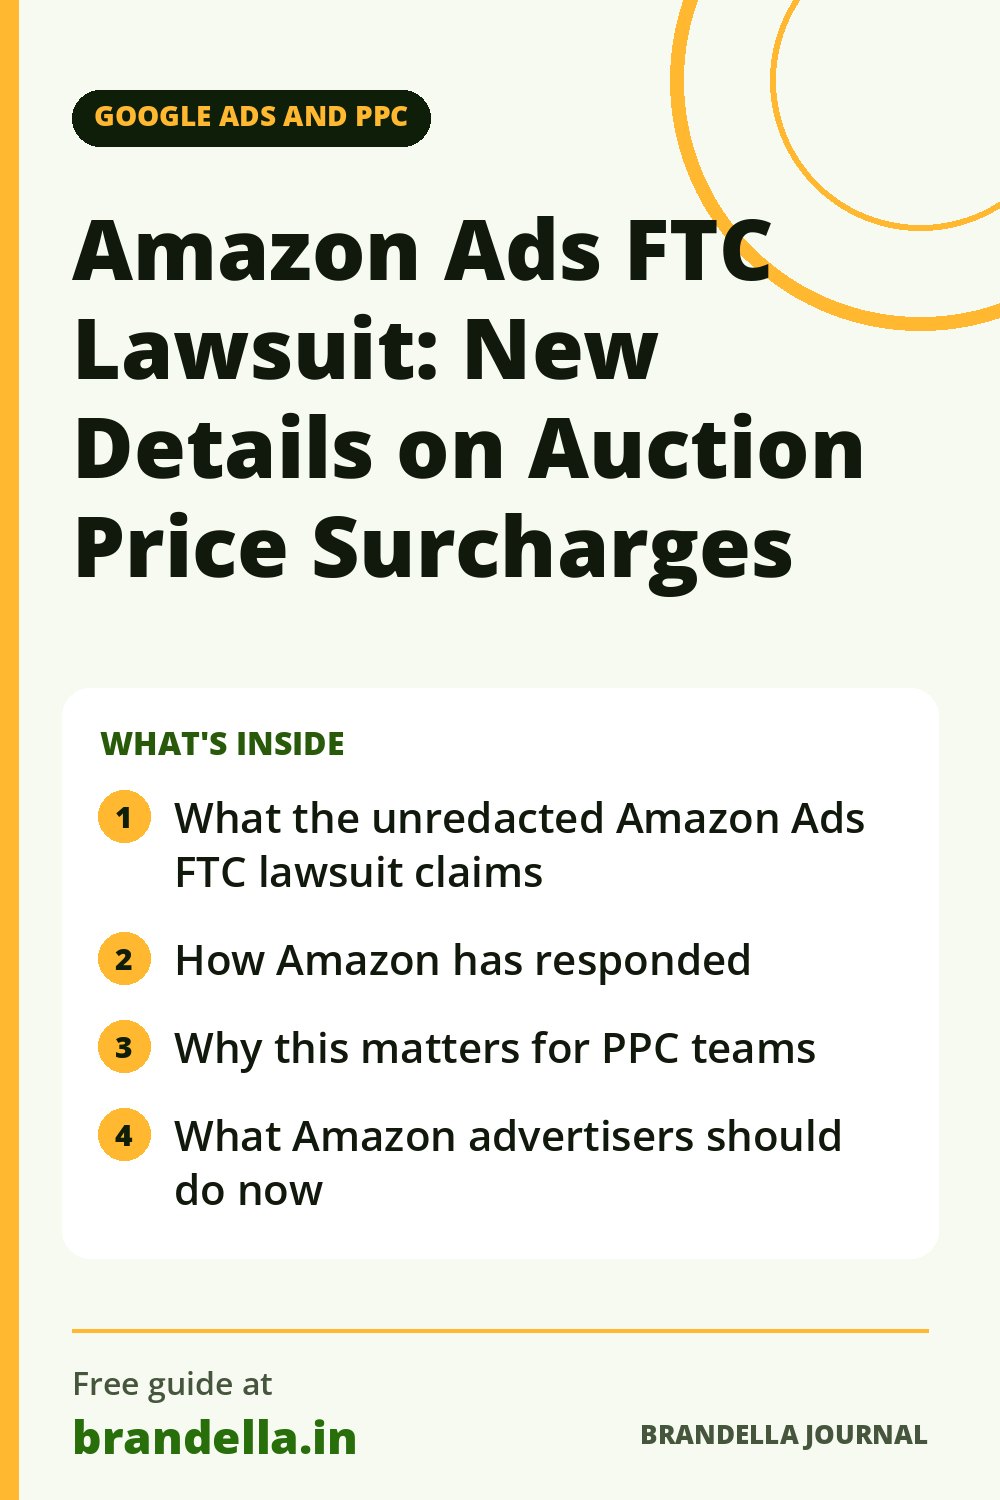 GOOGLE ADS AND PPC
Amazon Ads FTC
Lawsuit: New
Details on Auction
Price Surcharges
WHAT'S INSIDE
1 What the unredacted Amazon Ads
FTC lawsuit claims
2 How Amazon has responded
3 Why this matters for PPC teams
4 What Amazon advertisers should
do now
Free guide at
brandella.in
BRANDELLA JOURNAL